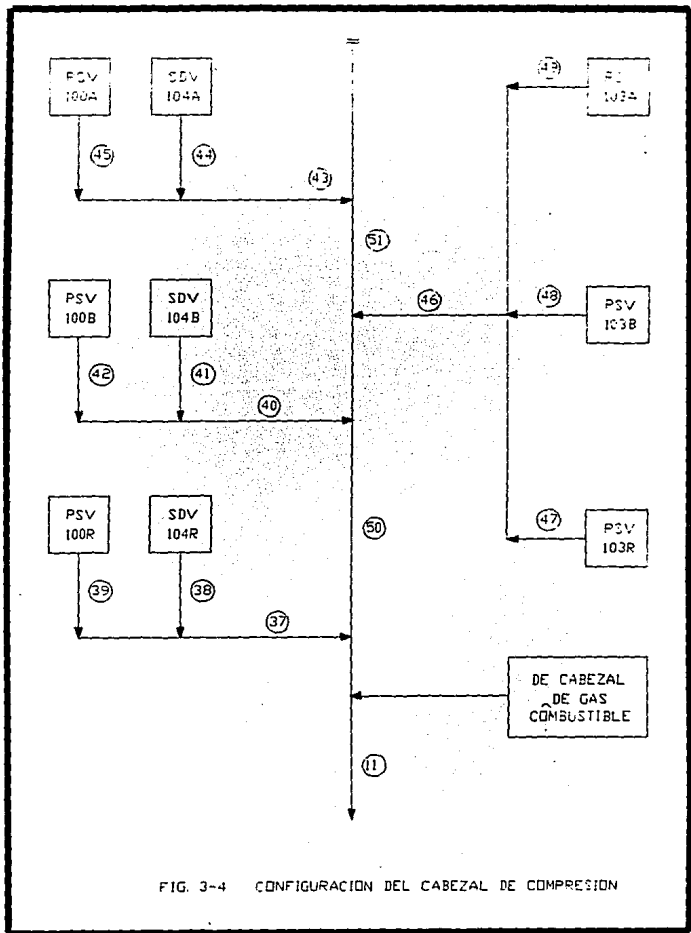 PSV
100A
SDV
104A
49
103A
45
44
43
51
46
48
PSV
100B
SDV
104B
PSV
103B
42
41
40
PSV
100R
SDV
104R
50
47
PSV
103R
39
38
37
DE CABEZAL
DE GAS
COMBUSTIBLE
11
FIG. 3-4 CONFIGURACION DEL CABEZAL DE COMPRESION